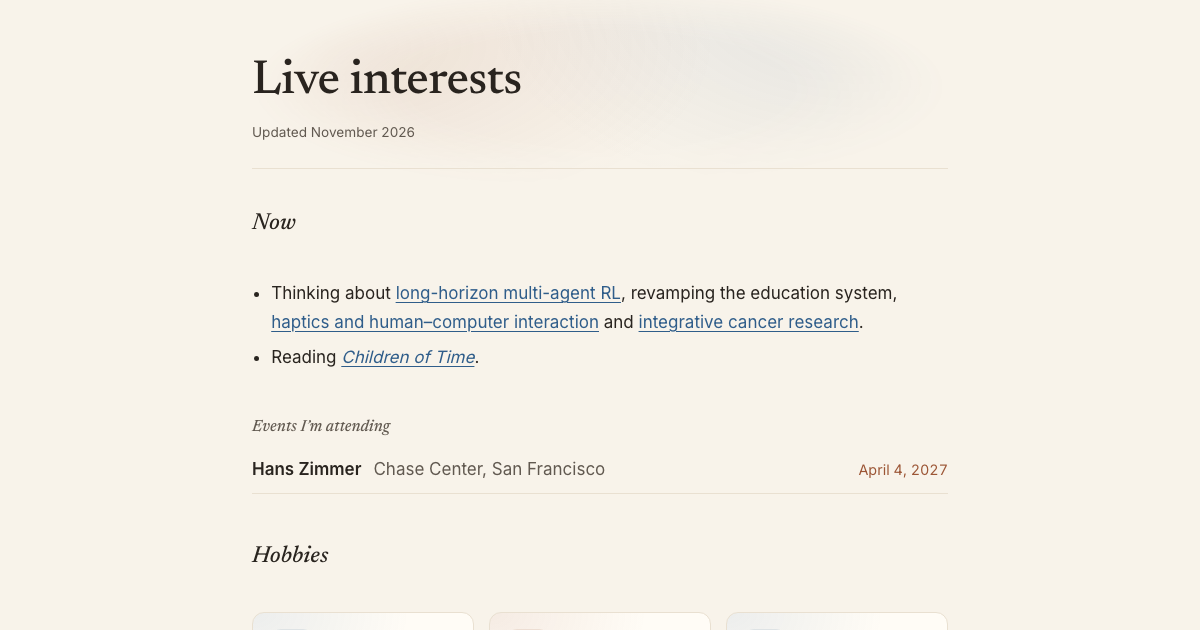 Live interests
Updated November 2026
Now
Thinking about long-horizon multi-agent RL, revamping the education system,
haptics and human–computer interaction and integrative cancer research.
Reading Children of Time.
Events I’m attending
Hans Zimmer Chase Center, San Francisco April 4, 2027
Hobbies